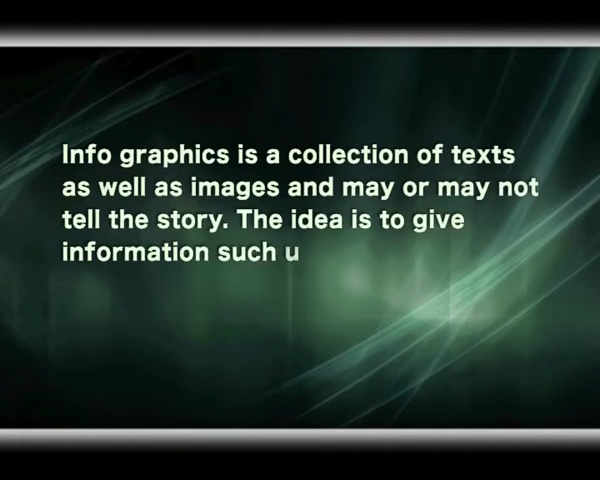 Info graphics is a collection of texts
as well as images and may or may not
tell the story. The idea is to give
information such u